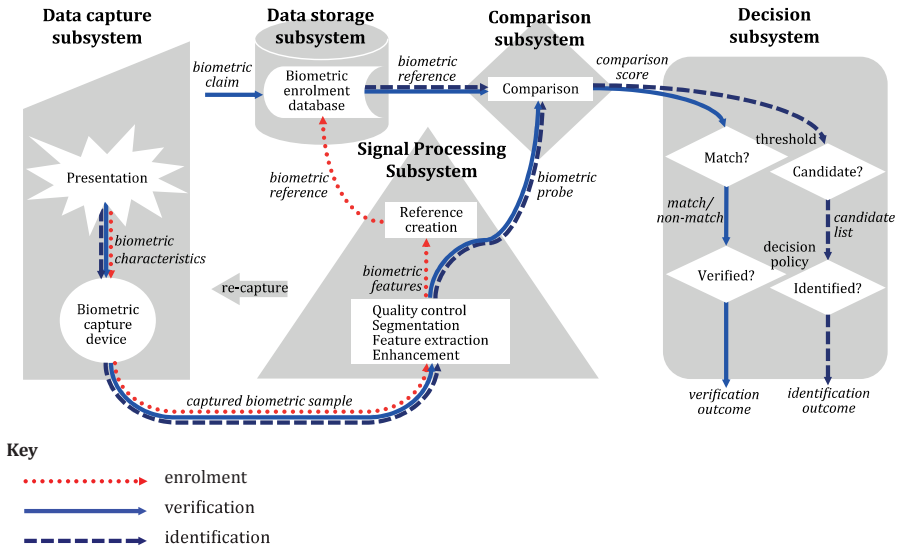 Data capture
subsystem
Data storage
subsystem
Comparison
subsystem
Decision
subsystem
biometric
claim
Biometric
enrolment
database
biometric
reference
Comparison
comparison
score
Signal Processing
Subsystem
Presentation
biometric
reference
biometric
probe
threshold
Match?
Candidate?
Reference
creation
match/
non-match
candidate
list
biometric
characteristics
biometric
features
decision
policy
re-capture
Verified?
Identified?
Biometric
capture
device
Quality control
Segmentation
Feature extraction
Enhancement
captured biometric sample
verification
outcome
identification
outcome
Key
enrolment
verification
identification